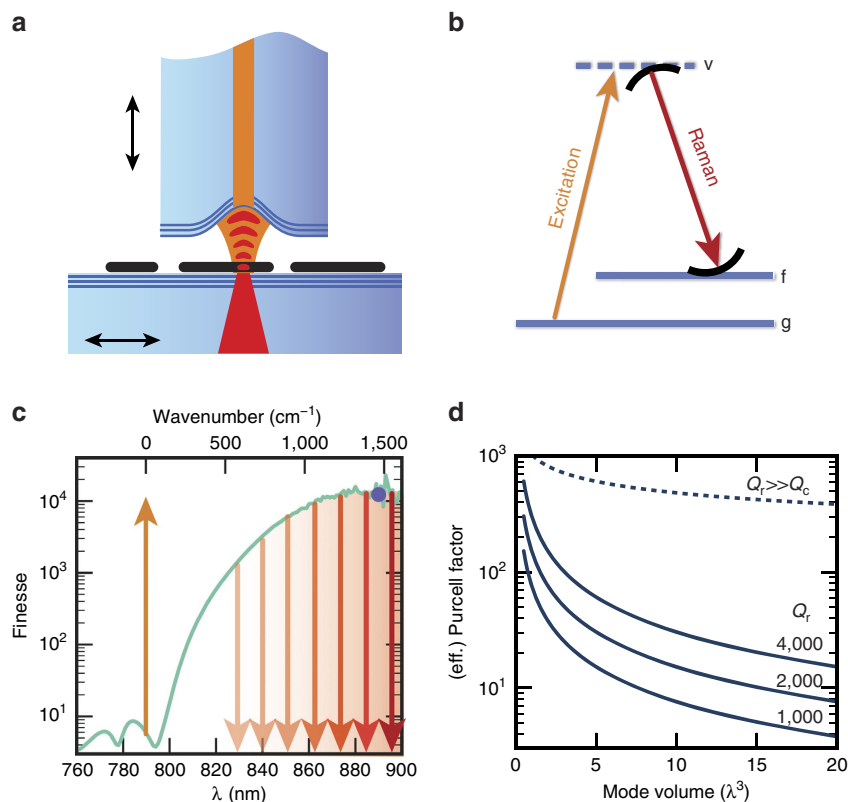 a
b
v
Excitation
Raman
f
g
c
Wavenumber (cm⁻¹)
0 500 1,000 1,500
10⁴
10³
10²
10¹
Finesse
760 780 800 820 840 860 880 900
λ (nm)
d
10³
10²
10¹
(eff.) Purcell factor
Qr>>Qc
Qr
4,000
2,000
1,000
0 5 10 15 20
Mode volume (λ³)